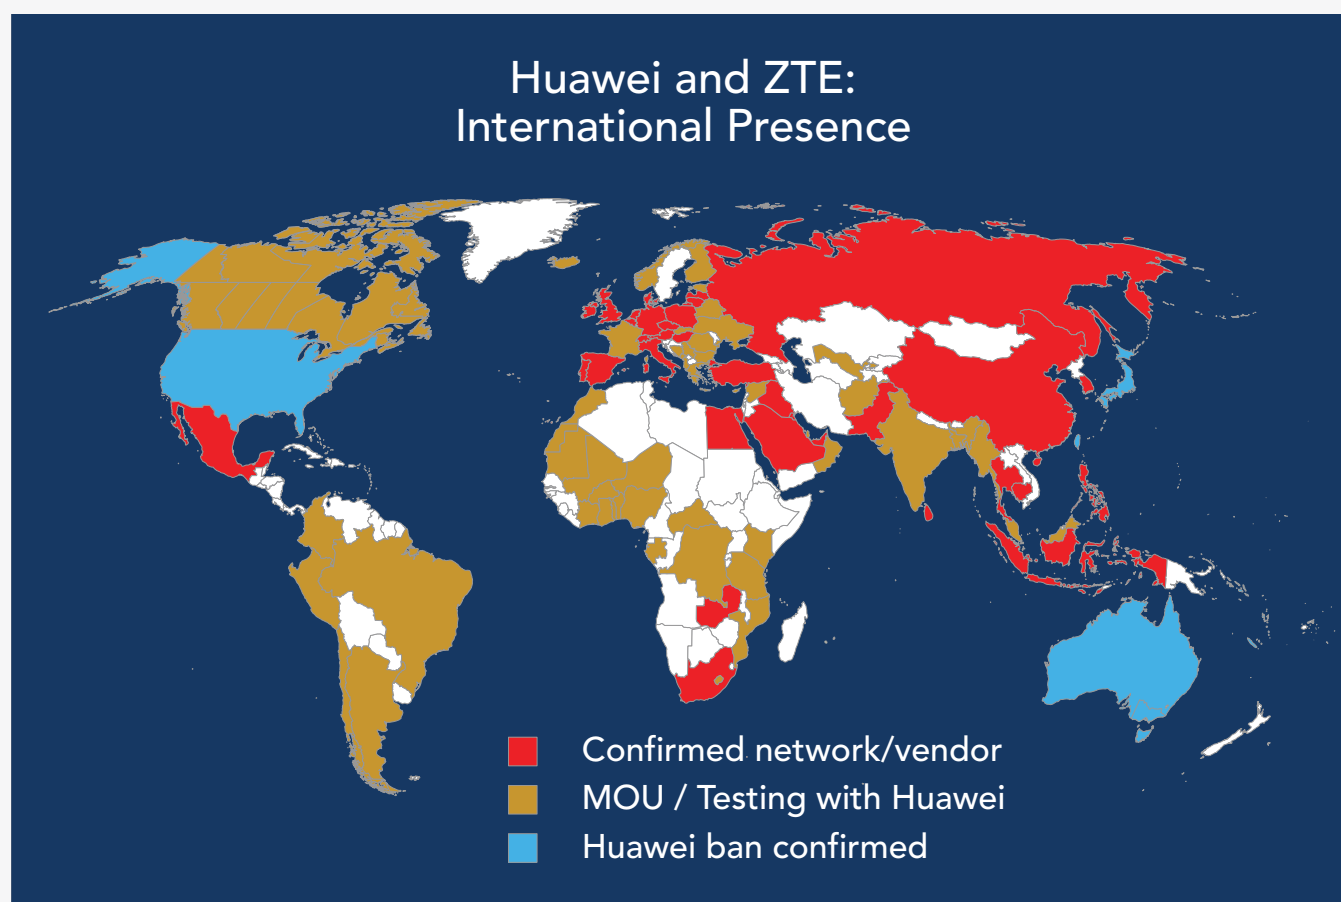 Huawei and ZTE:
International Presence
Confirmed network/vendor
MOU / Testing with Huawei
Huawei ban confirmed